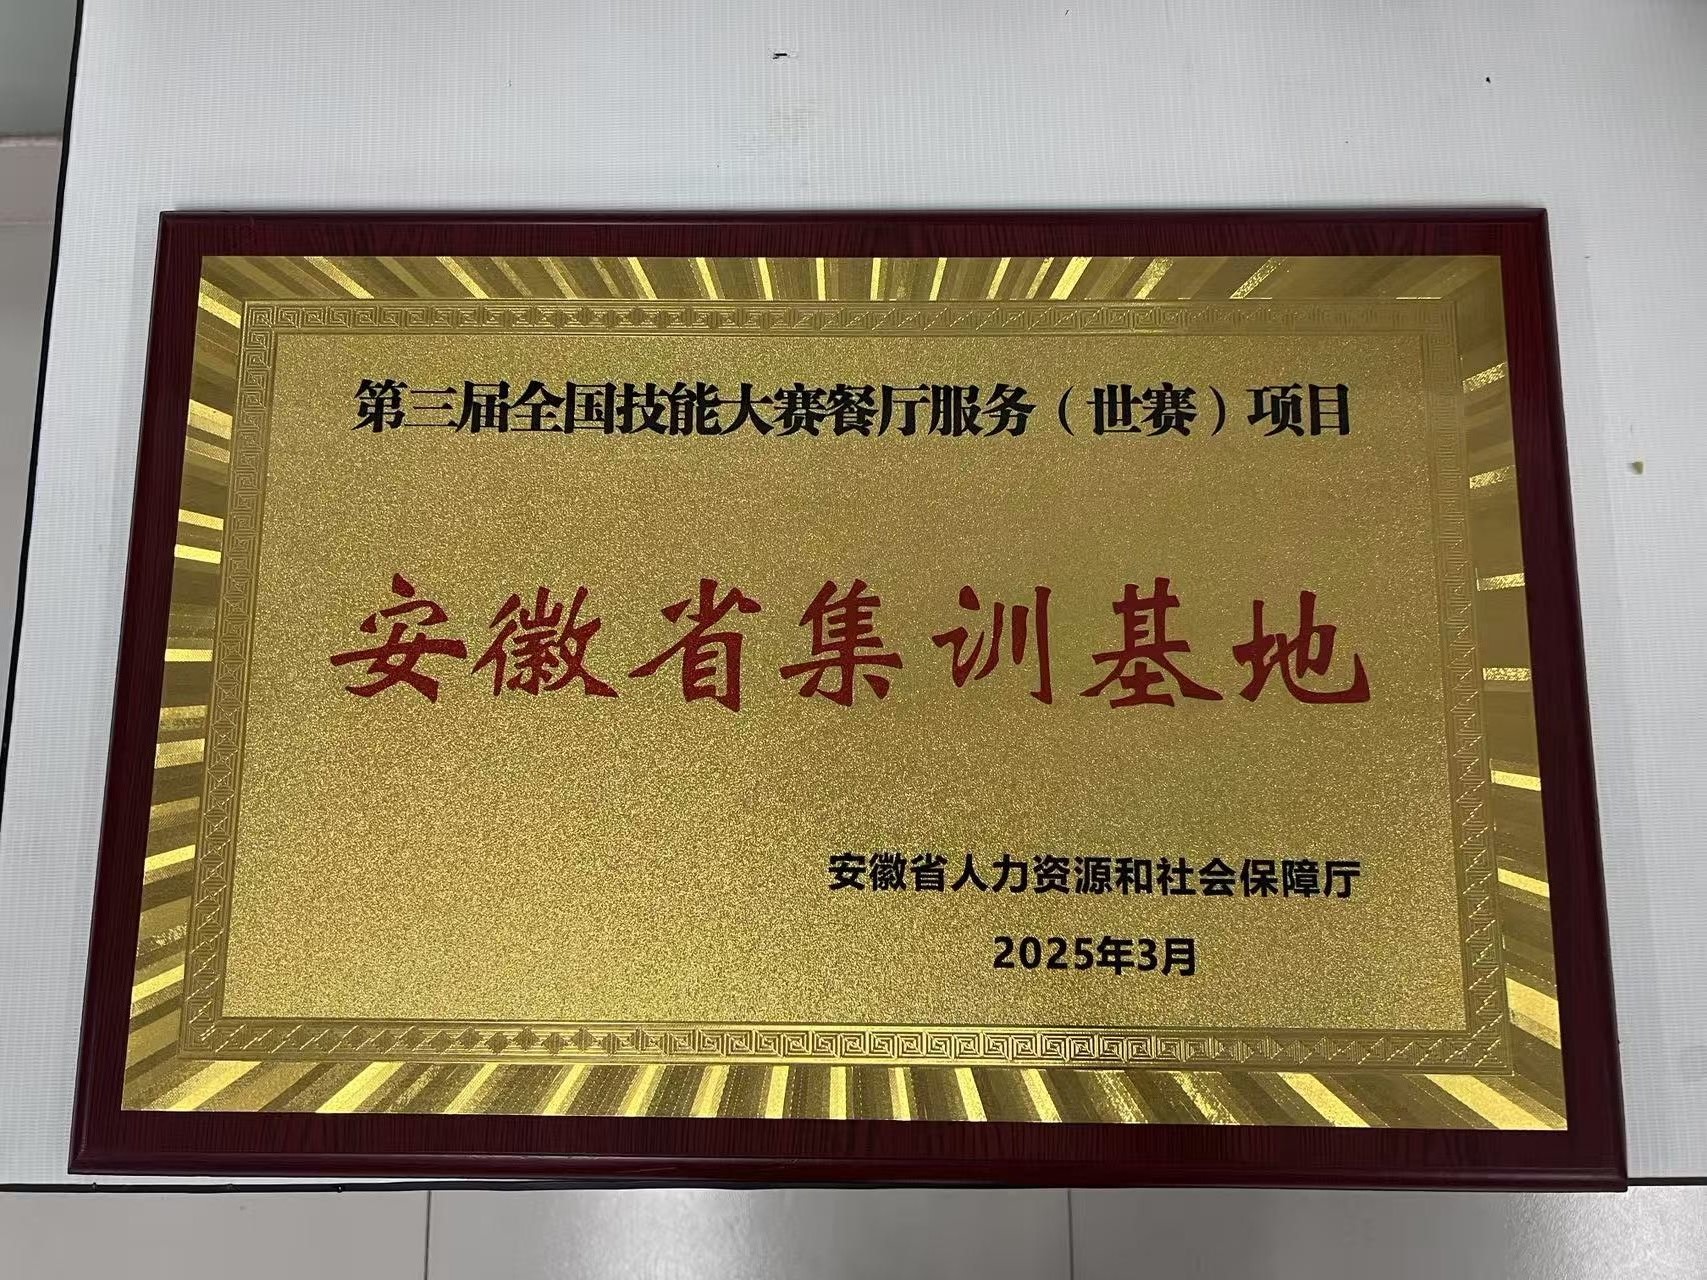 第三届全国技能大赛餐厅服务（世赛）项目
安徽省集训基地
安徽省人力资源和社会保障厅
2025年3月